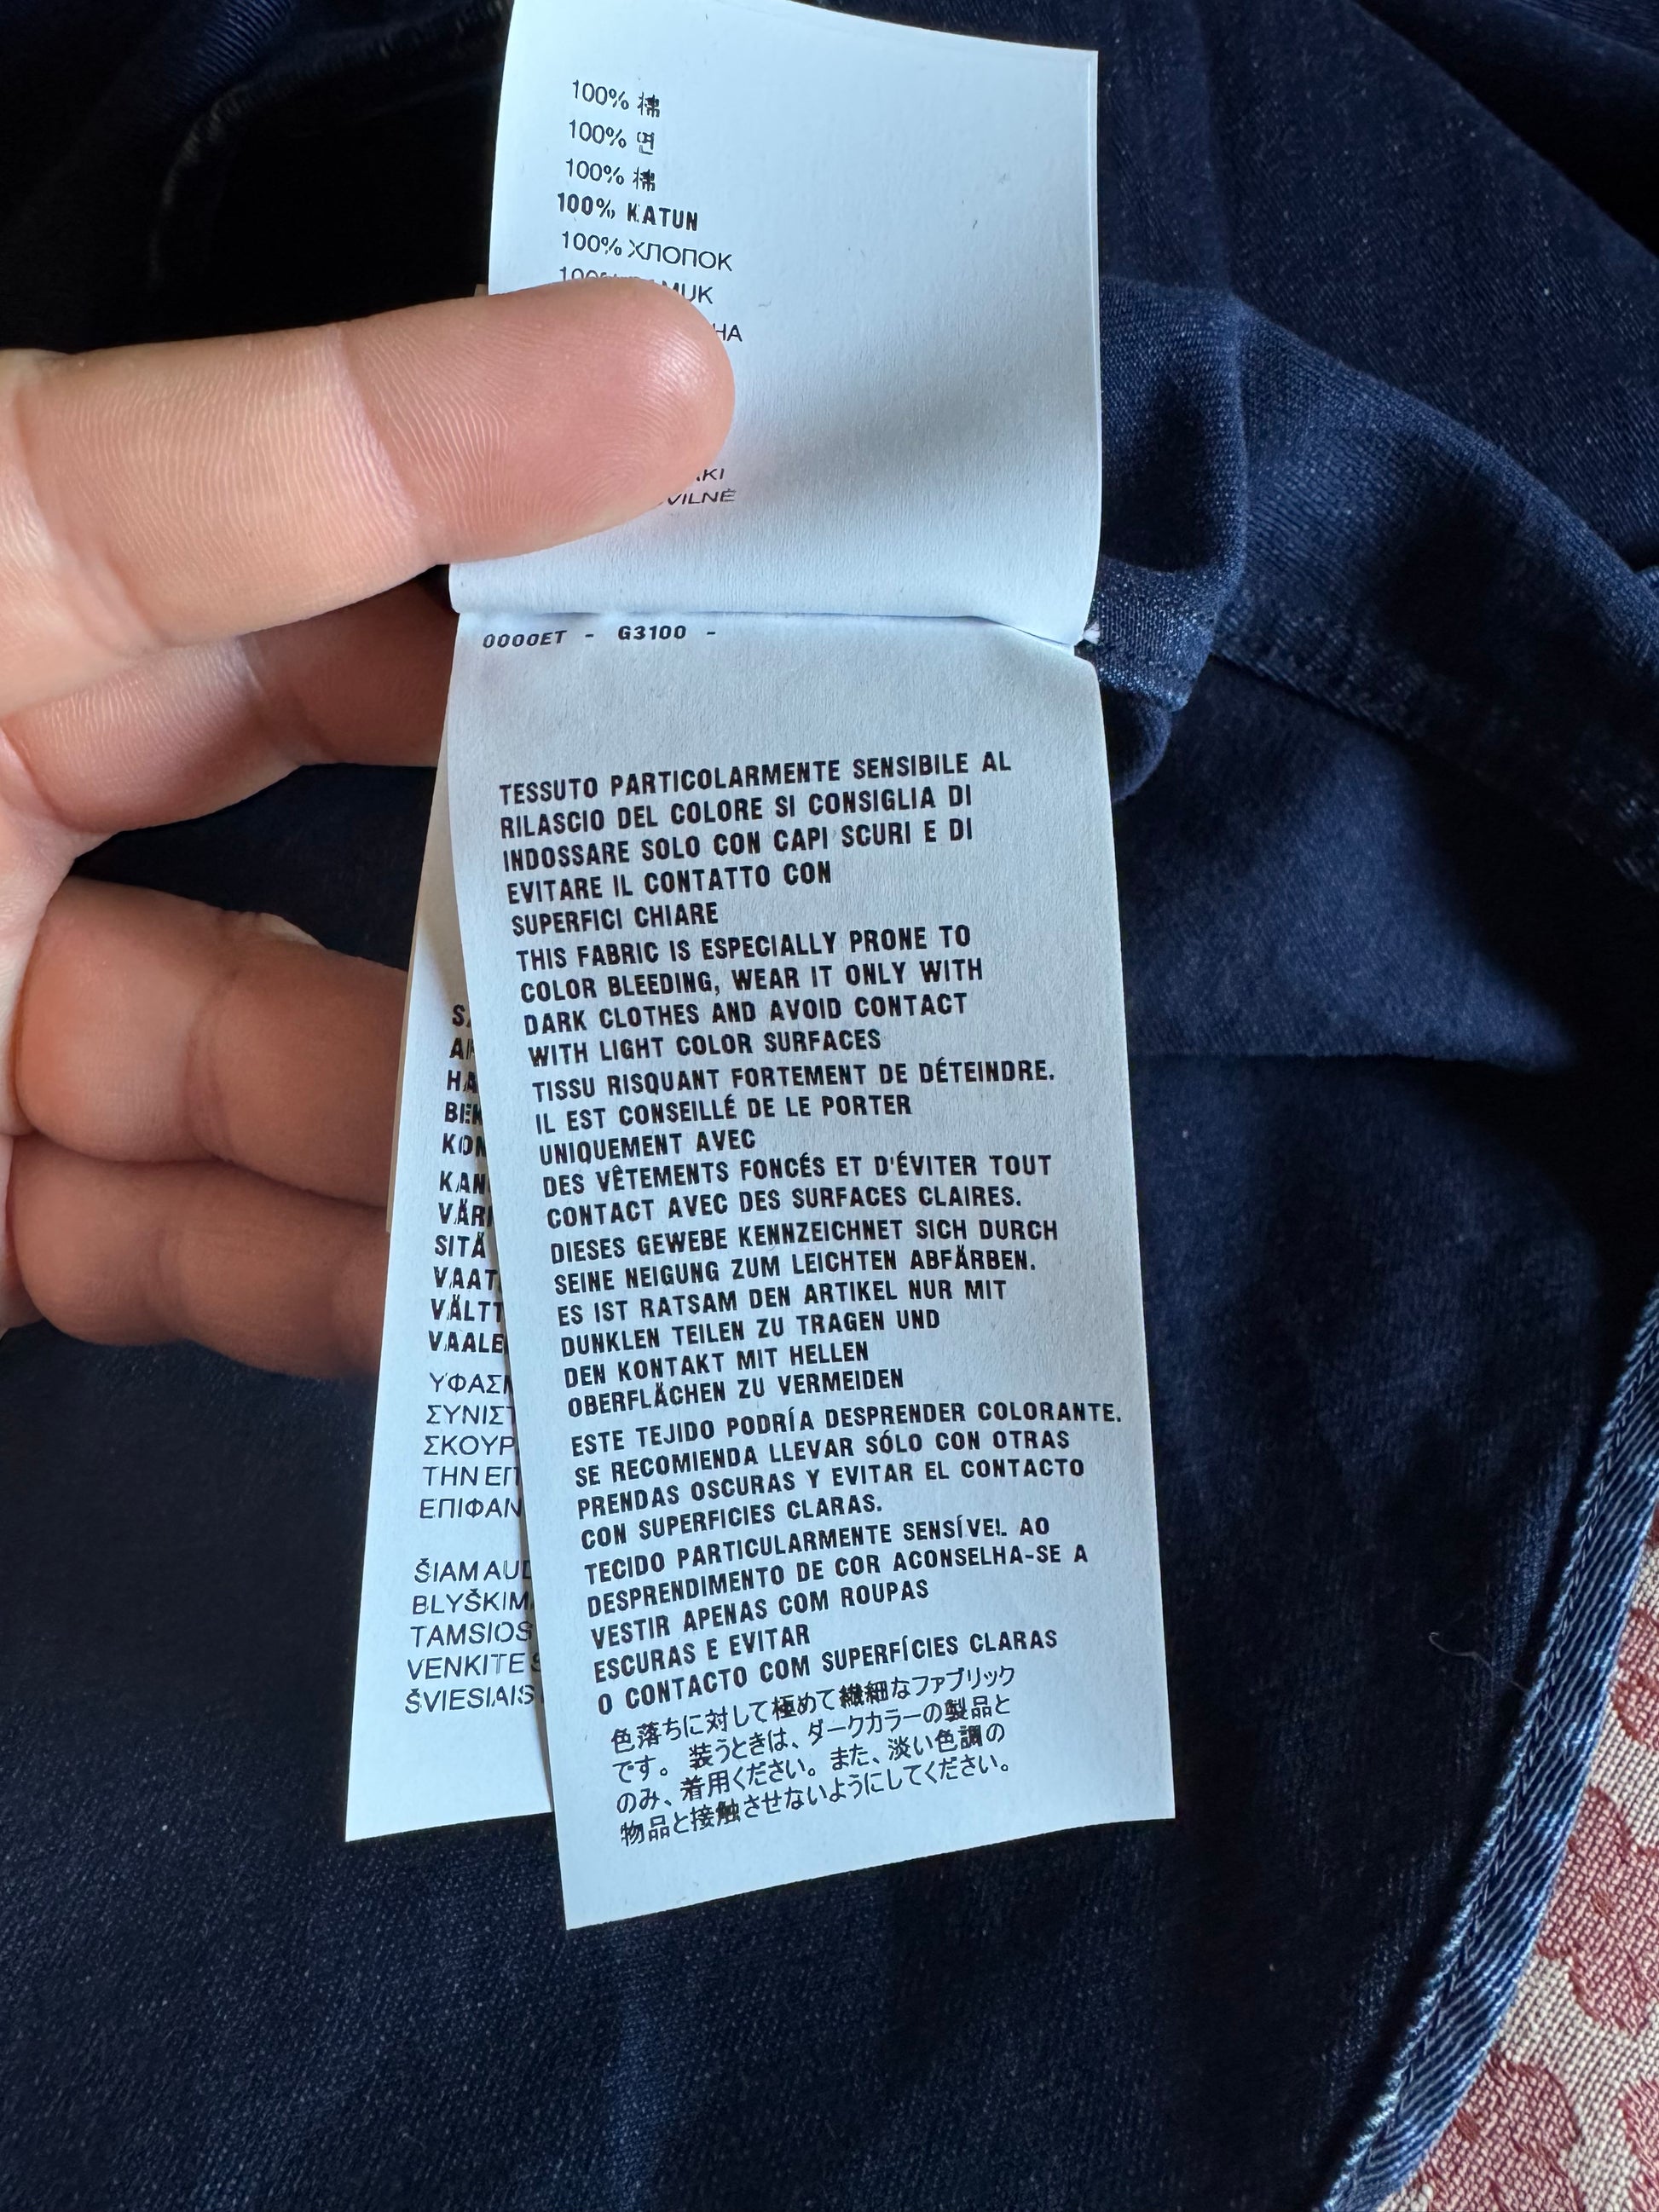 100% 棉
100% 면
100% 棉
100% KATUN
100% ХЛОПОК
0000ET - G3100 -
TESSUTO PARTICOLARMENTE SENSIBILE AL
RILASCIO DEL COLORE SI CONSIGLIA DI
INDOSSARE SOLO CON CAPI SCURI E DI
EVITARE IL CONTATTO CON
SUPERFICI CHIARE
THIS FABRIC IS ESPECIALLY PRONE TO
COLOR BLEEDING, WEAR IT ONLY WITH
DARK CLOTHES AND AVOID CONTACT
WITH LIGHT COLOR SURFACES
TISSU RISQUANT FORTEMENT DE DÉTEINDRE.
IL EST CONSEILLÉ DE LE PORTER
UNIQUEMENT AVEC
DES VÊTEMENTS FONCÉS ET D'ÉVITER TOUT
CONTACT AVEC DES SURFACES CLAIRES.
DIESES GEWEBE KENNZEICHNET SICH DURCH
SEINE NEIGUNG ZUM LEICHTEN ABFÄRBEN.
ES IST RATSAM DEN ARTIKEL NUR MIT
DUNKLEN TEILEN ZU TRAGEN UND
DEN KONTAKT MIT HELLEN
OBERFLÄCHEN ZU VERMEIDEN
ESTE TEJIDO PODRÍA DESPRENDER COLORANTE.
SE RECOMIENDA LLEVAR SÓLO CON OTRAS
PRENDAS OSCURAS Y EVITAR EL CONTACTO
CON SUPERFICIES CLARAS.
TECIDO PARTICULARMENTE SENSÍVEL AO
DESPRENDIMENTO DE COR ACONSELHA-SE A
VESTIR APENAS COM ROUPAS
ESCURAS E EVITAR
O CONTACTO COM SUPERFÍCIES CLARAS
色落ちに対して極めて繊細なファブリック
です。装うときは、ダークカラーの製品と
のみ、着用ください。また、淡い色調の
物品と接触させないようにしてください。
ŠIAM
TAMSIOS
VENKITE